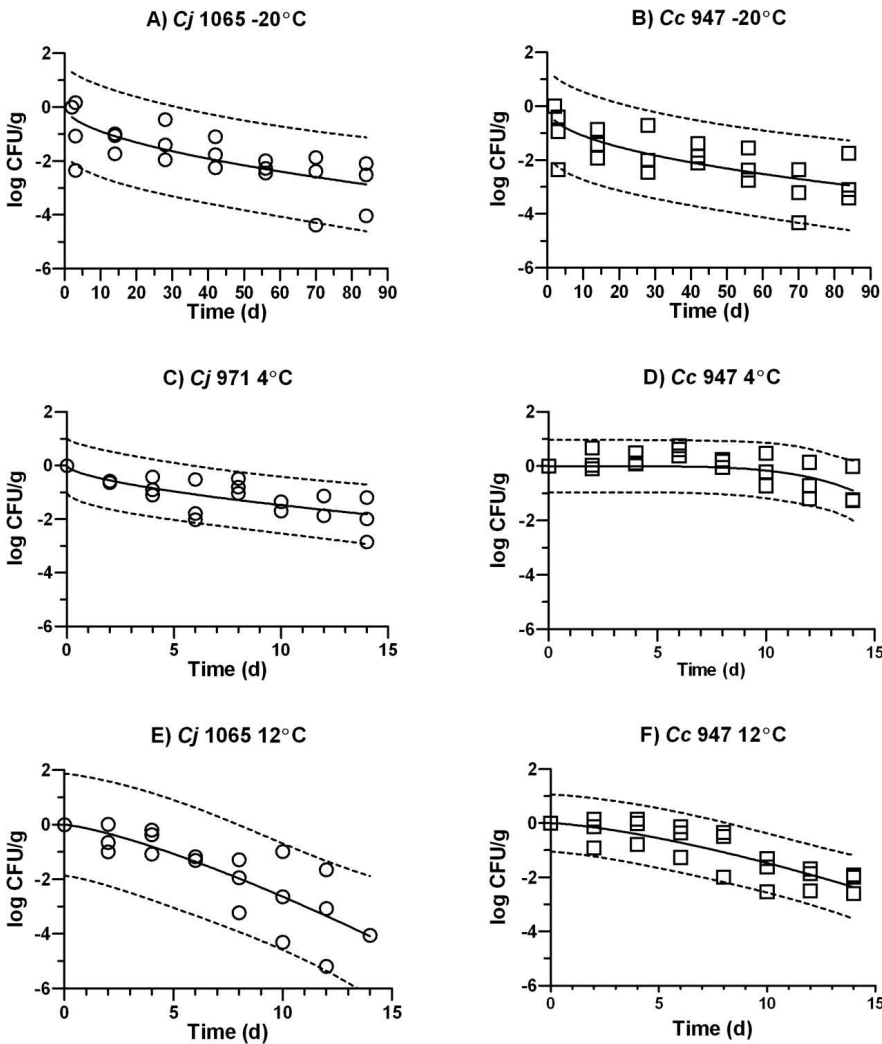 A) Cj 1065 -20°C
2
0
-2
-4
-6
log CFU/g
0 10 20 30 40 50 60 70 80 90
Time (d)
B) Cc 947 -20°C
2
0
-2
-4
-6
log CFU/g
0 10 20 30 40 50 60 70 80 90
Time (d)
C) Cj 971 4°C
2
0
-2
-4
-6
log CFU/g
0 5 10 15
Time (d)
D) Cc 947 4°C
2
0
-2
-4
-6
log CFU/g
0 5 10 15
Time (d)
E) Cj 1065 12°C
2
0
-2
-4
-6
log CFU/g
0 5 10 15
Time (d)
F) Cc 947 12°C
2
0
-2
-4
-6
log CFU/g
0 5 10 15
Time (d)